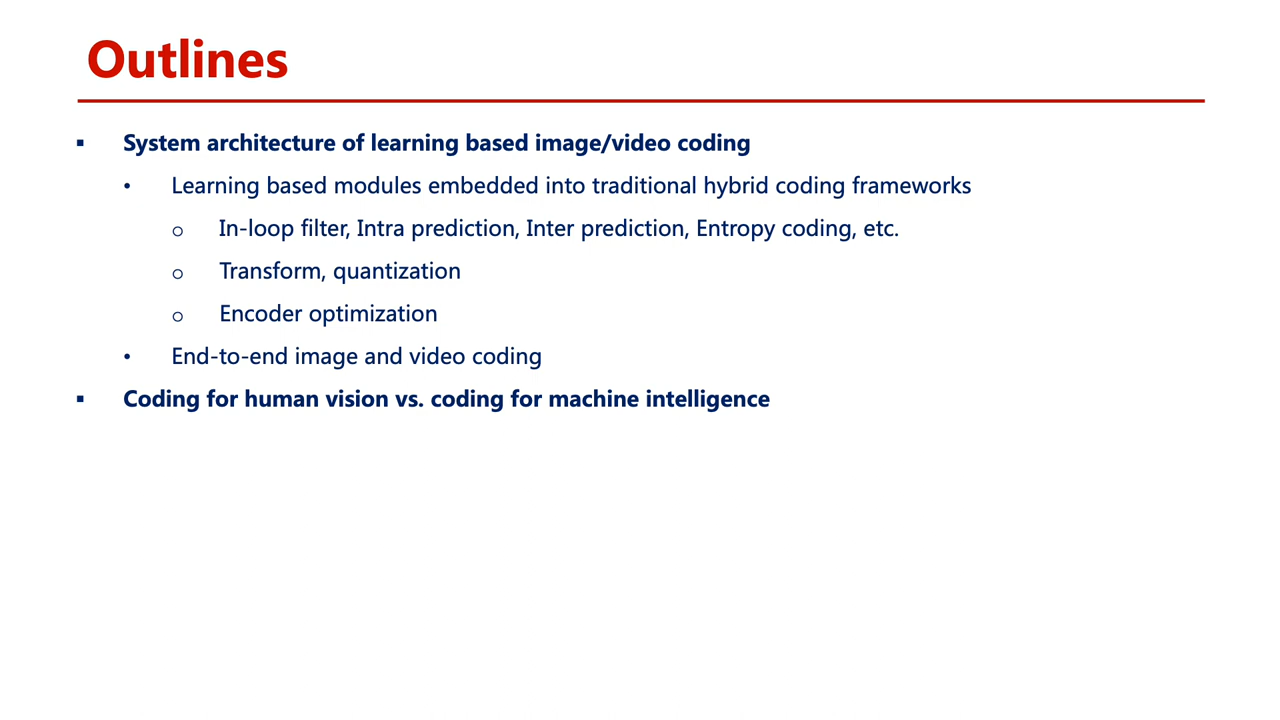 Outlines
▪ System architecture of learning based image/video coding
• Learning based modules embedded into traditional hybrid coding frameworks
o In-loop filter, Intra prediction, Inter prediction, Entropy coding, etc.
o Transform, quantization
o Encoder optimization
• End-to-end image and video coding
▪ Coding for human vision vs. coding for machine intelligence